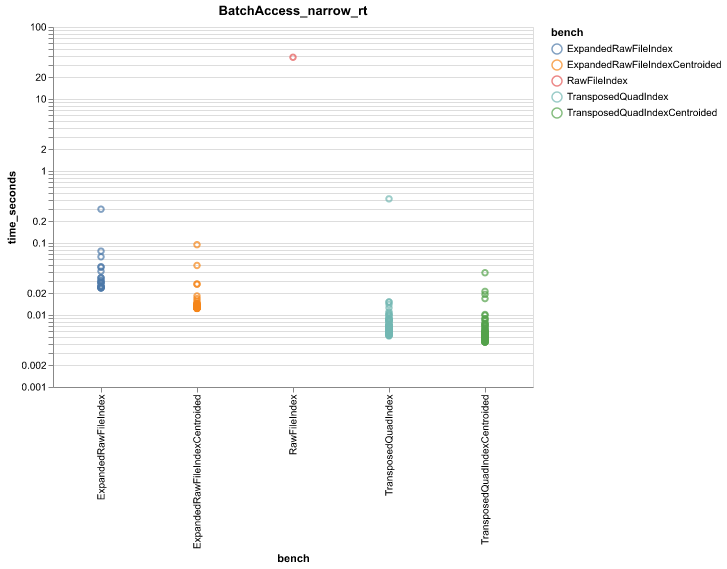 BatchAccess_narrow_rt
100
20
10
2
1
0.2
0.1
0.02
0.01
0.002
0.001
time_seconds
ExpandedRawFileIndex
ExpandedRawFileIndexCentroided
RawFileIndex
TransposedQuadIndex
TransposedQuadIndexCentroided
bench
bench
ExpandedRawFileIndex
ExpandedRawFileIndexCentroided
RawFileIndex
TransposedQuadIndex
TransposedQuadIndexCentroided